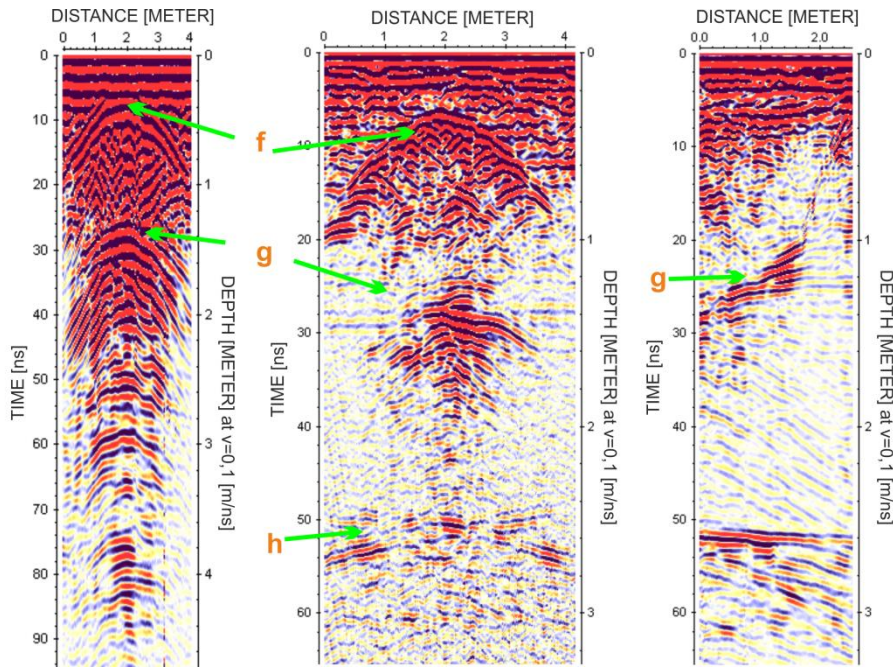 DISTANCE [METER] DISTANCE [METER] DISTANCE [METER]
0 1 2 3 4 0 1 2 3 4 0.0 1.0 2.0
0 0 0 0 0 0
10 10 10
f
20 1 20 1 20 1
g g
30 30 30
40 2 40 2 40 2
50 50 50
h
60 3 60 3 60 3
70
80 4
90
TIME [ns] TIME [ns] TIME [ns]
DEPTH [METER] at v=0,1 [m/ns] DEPTH [METER] at v=0,1 [m/ns] DEPTH [METER] at v=0,1 [m/ns]